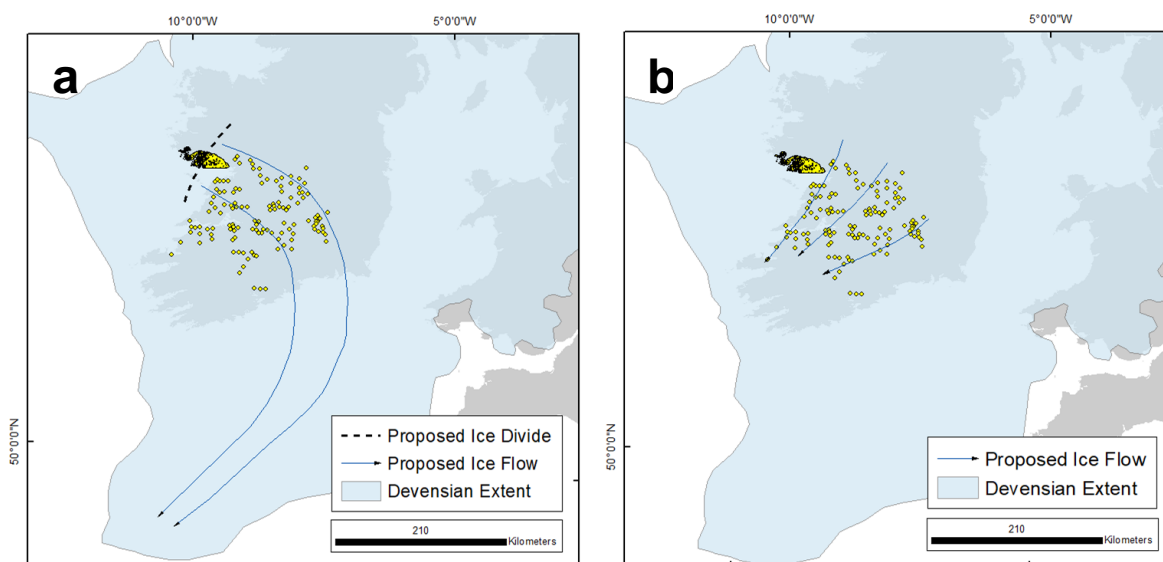 10°0'0"W
5°0'0"W
a
50°0'0"N
Proposed Ice Divide
Proposed Ice Flow
Devensian Extent
210
Kilometers
10°0'0"W
5°0'0"W
b
50°0'0"N
Proposed Ice Flow
Devensian Extent
210
Kilometers